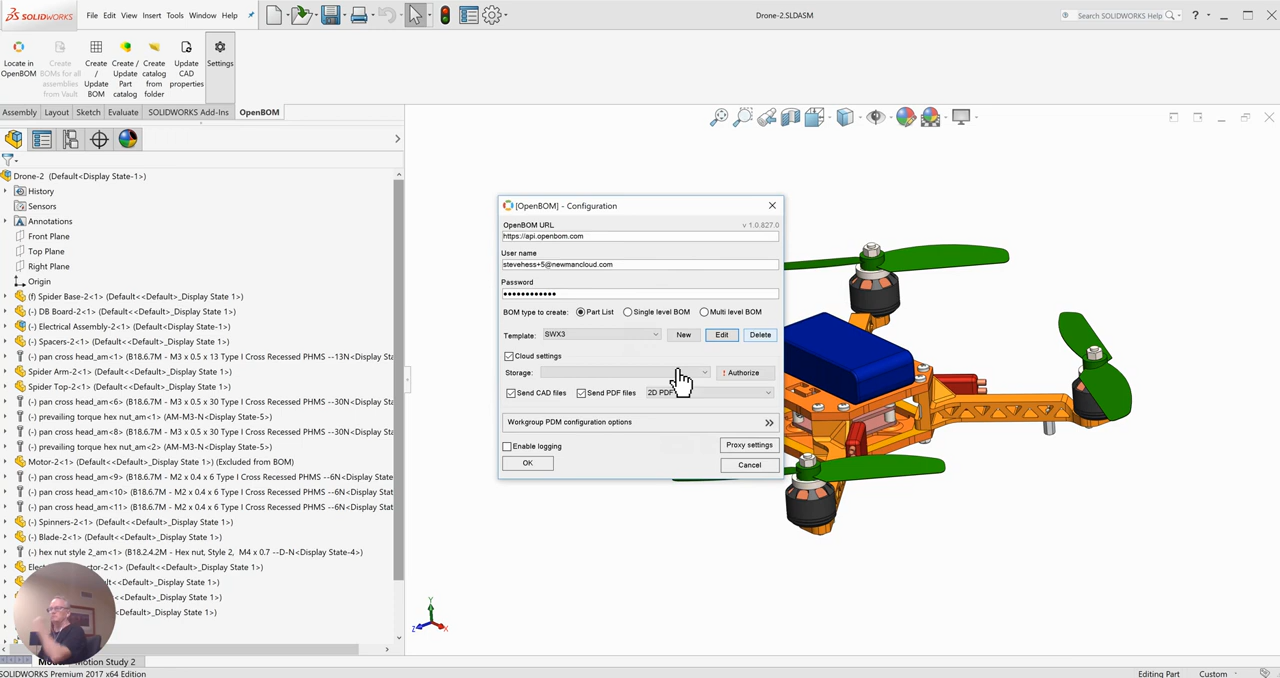 SOLIDWORKS
File Edit View Insert Tools Window Help
Drone-2.SLDASM
Search SOLIDWORKS Help
Locate in OpenBOM
Create BOMs for all assemblies from Vault
Create / Update BOM
Create / Update Part catalog
Create catalog from folder
Update CAD properties
Settings
Assembly Layout Sketch Evaluate SOLIDWORKS Add-Ins OpenBOM
Drone-2 (Default<Display State-1>)
History
Sensors
Annotations
Front Plane
Top Plane
Right Plane
Origin
(f) Spider Base-2<1> (Default<<Default>_Display State 1>)
(-) DB Board-2<1> (Default<<Default>_Display State 1>)
(-) Electrical Assembly-2<1> (Default<<Default>_Display State 1>)
(-) Spacers-2<1> (Default<<Default>_Display State 1>)
(-) pan cross head_am<1> (B18.6.7M - M3 x 0.5 x 13 Type I Cross Recessed PHMS --13N<Display Sta
Spider Arm-2<1> (Default<<Default>_Display State 1>)
Spider Top-2<1> (Default<<Default>_Display State 1>)
(-) pan cross head_am<6> (B18.6.7M - M3 x 0.5 x 30 Type I Cross Recessed PHMS --30N<Display Sta
(-) prevailing torque hex nut_am<1> (AM-M3-N<Display State-5>)
(-) pan cross head_am<8> (B18.6.7M - M3 x 0.5 x 30 Type I Cross Recessed PHMS --30N<Display Sta
(-) prevailing torque hex nut_am<2> (AM-M3-N<Display State-5>)
Motor-2<1> (Default<<Default>_Display State 1>) (Excluded from BOM)
(-) pan cross head_am<9> (B18.6.7M - M2 x 0.4 x 6 Type I Cross Recessed PHMS --6N<Display State
(-) pan cross head_am<10> (B18.6.7M - M2 x 0.4 x 6 Type I Cross Recessed PHMS --6N<Display Sta
(-) pan cross head_am<11> (B18.6.7M - M2 x 0.4 x 6 Type I Cross Recessed PHMS --6N<Display Sta
(-) Spinners-2<1> (Default<<Default>_Display State 1>)
(-) Blade-2<1> (Default<<Default>_Display State 1>)
(-) hex nut style 2_am<1> (B18.2.4.2M - Hex nut, Style 2, M4 x 0.7 --D-N<Display State-4>)
[OpenBOM] - Configuration
OpenBOM URL v 1.0.827.0
https://api.openbom.com
User name
stevehess+5@newmancloud.com
Password
BOM type to create: Part List Single level BOM Multi level BOM
Template: SWX3 New Edit Delete
Cloud settings
Storage: ! Authorize
Send CAD files Send PDF files 2D PDF
Workgroup PDM configuration options
Enable logging Proxy settings
OK Cancel
Motion Study 2
SOLIDWORKS Premium 2017 x64 Edition
Editing Part Custom